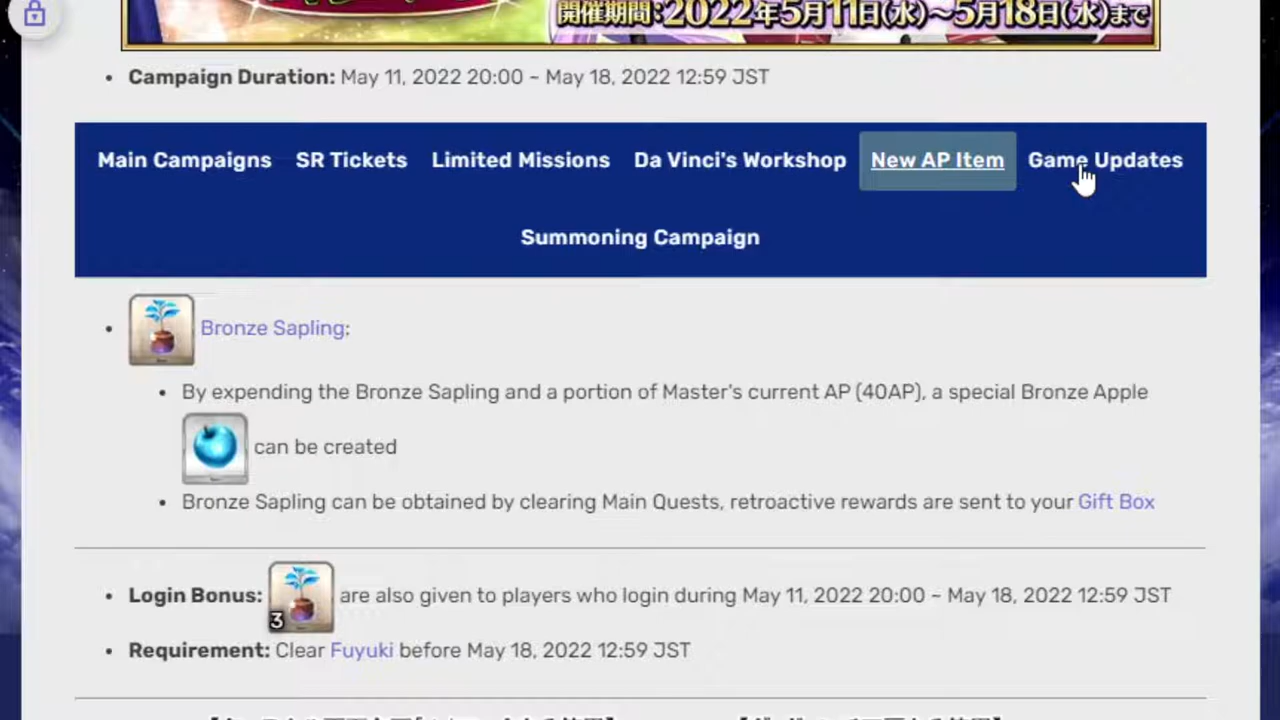 開催期間:2022年5月11日(水)~5月18日(水)まで
• Campaign Duration: May 11, 2022 20:00 ~ May 18, 2022 12:59 JST
Main Campaigns SR Tickets Limited Missions Da Vinci's Workshop New AP Item Game Updates
Summoning Campaign
• Bronze Sapling:
• By expending the Bronze Sapling and a portion of Master's current AP (40AP), a special Bronze Apple
can be created
• Bronze Sapling can be obtained by clearing Main Quests, retroactive rewards are sent to your Gift Box
• Login Bonus: 3 are also given to players who login during May 11, 2022 20:00 ~ May 18, 2022 12:59 JST
• Requirement: Clear Fuyuki before May 18, 2022 12:59 JST